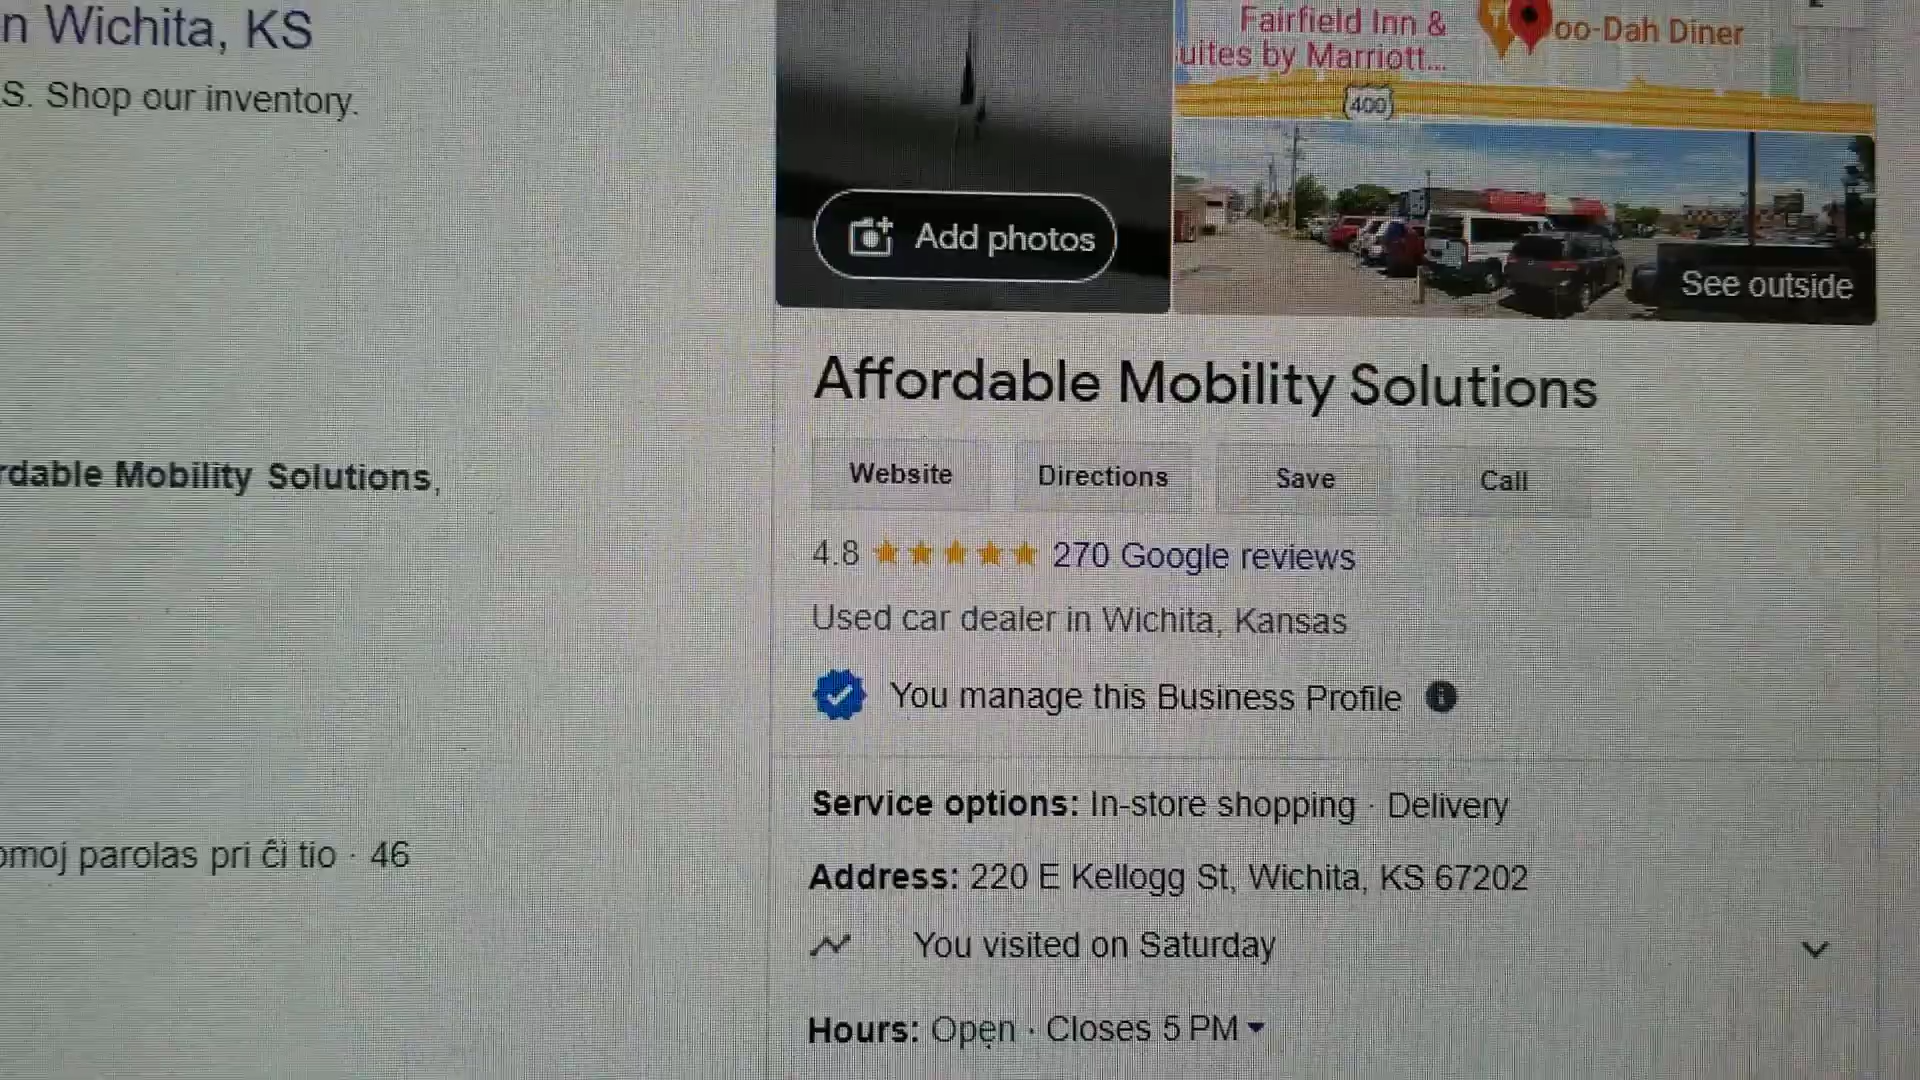 n Wichita, KS
S. Shop our inventory.
rdable Mobility Solutions,
omoj parolas pri ĉi tio · 46
Fairfield Inn &
uites by Marriott...
oo-Dah Diner
400
Add photos
See outside
Affordable Mobility Solutions
Website Directions Save Call
4.8 270 Google reviews
Used car dealer in Wichita, Kansas
You manage this Business Profile
Service options: In-store shopping · Delivery
Address: 220 E Kellogg St, Wichita, KS 67202
You visited on Saturday
Hours: Open · Closes 5 PM